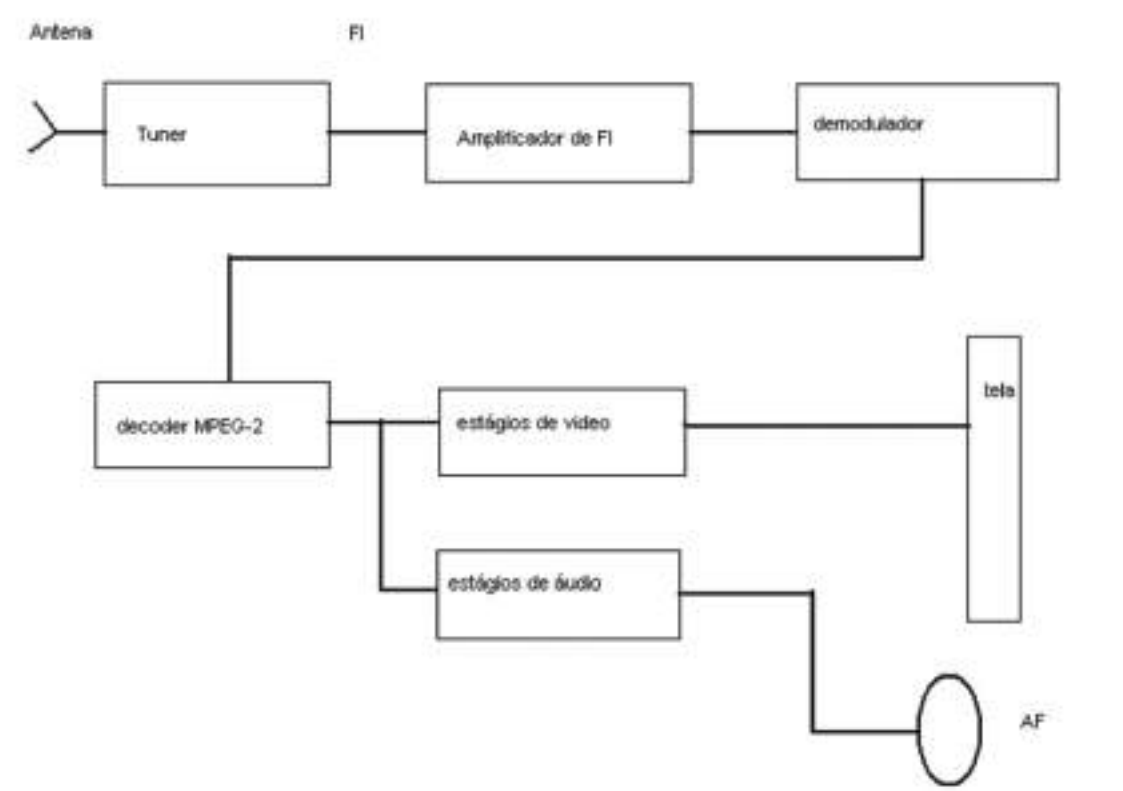 Antena
FI
Tuner
Amplificador de FI
demodulador
tela
decoder MPEG-2
estágios de vídeo
estágios de áudio
AF